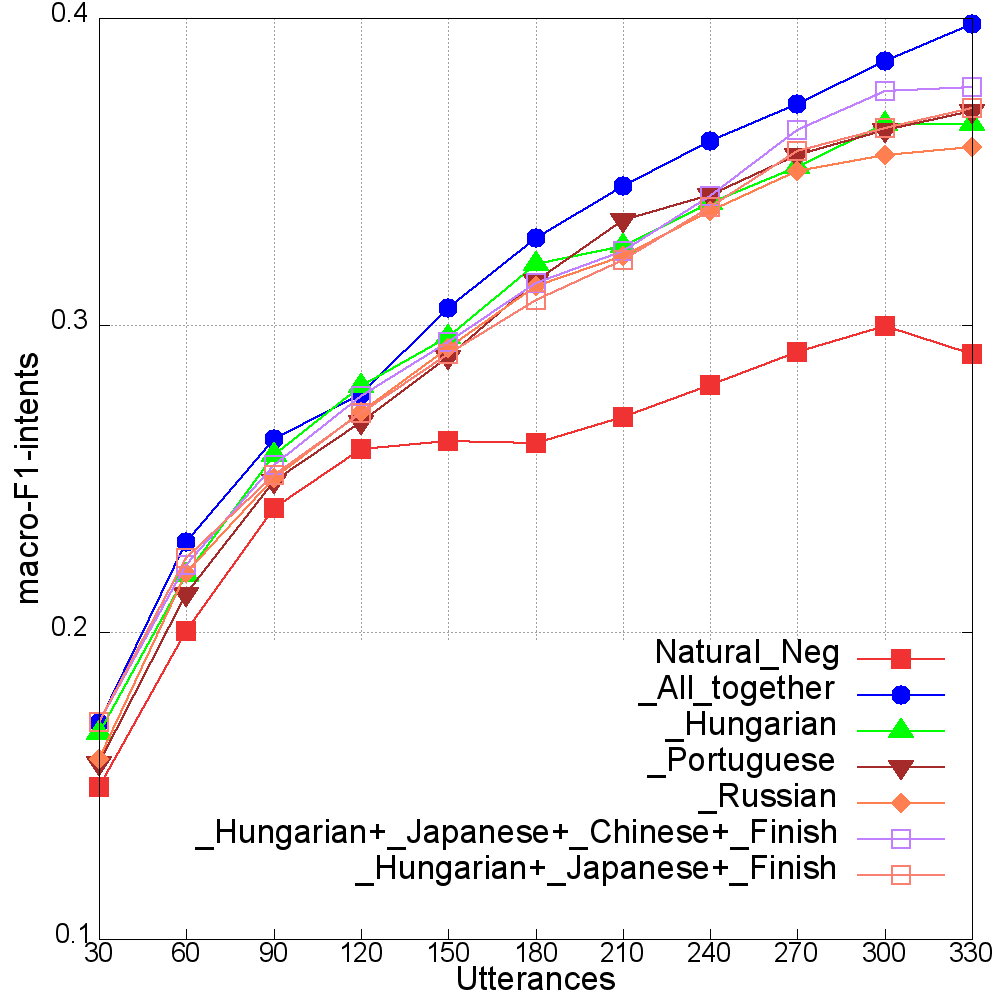 0.4
0.3
0.2
0.1
macro-F1-intents
Natural_Neg
_All_together
_Hungarian
_Portuguese
_Russian
_Hungarian+_Japanese+_Chinese+_Finish
_Hungarian+_Japanese+_Finish
30 60 90 120 150 180 210 240 270 300 330
Utterances